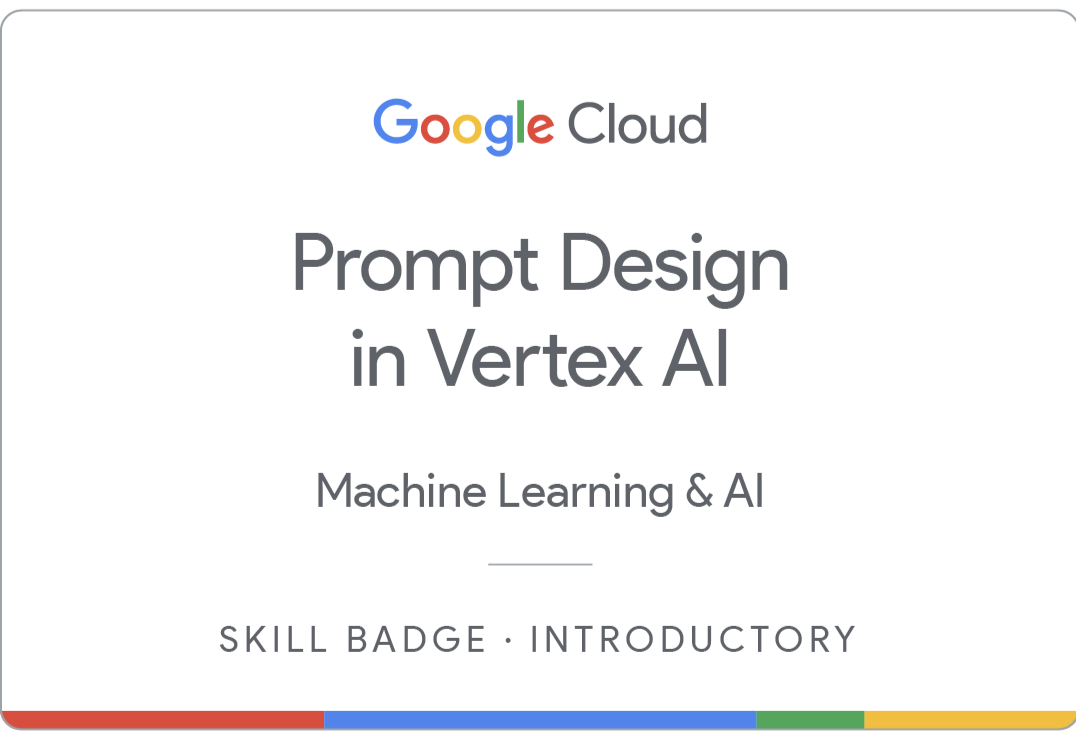 Google Cloud
Prompt Design
in Vertex AI
Machine Learning & AI
SKILL BADGE · INTRODUCTORY